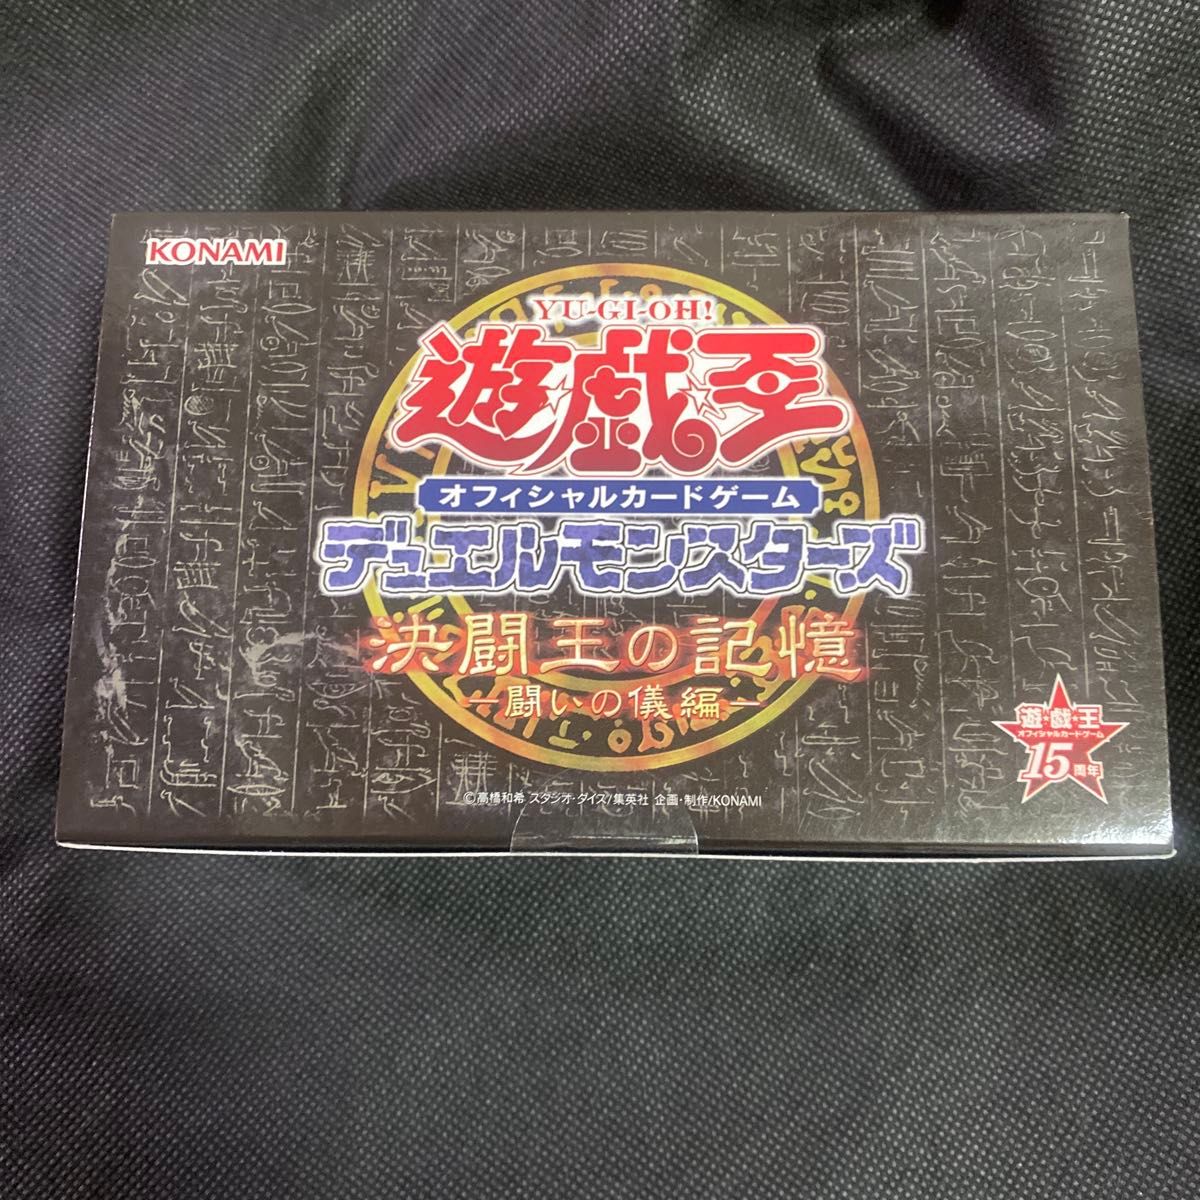 KONAMI
YU-GI-OH!
遊☆戯☆王
オフィシャルカードゲーム
デュエルモンスターズ
決闘王の記憶
－闘いの儀編－
遊・戯・王
オフィシャルカードゲーム
15周年
©高橋和希 スタジオ・ダイス/集英社 企画・制作/KONAMI